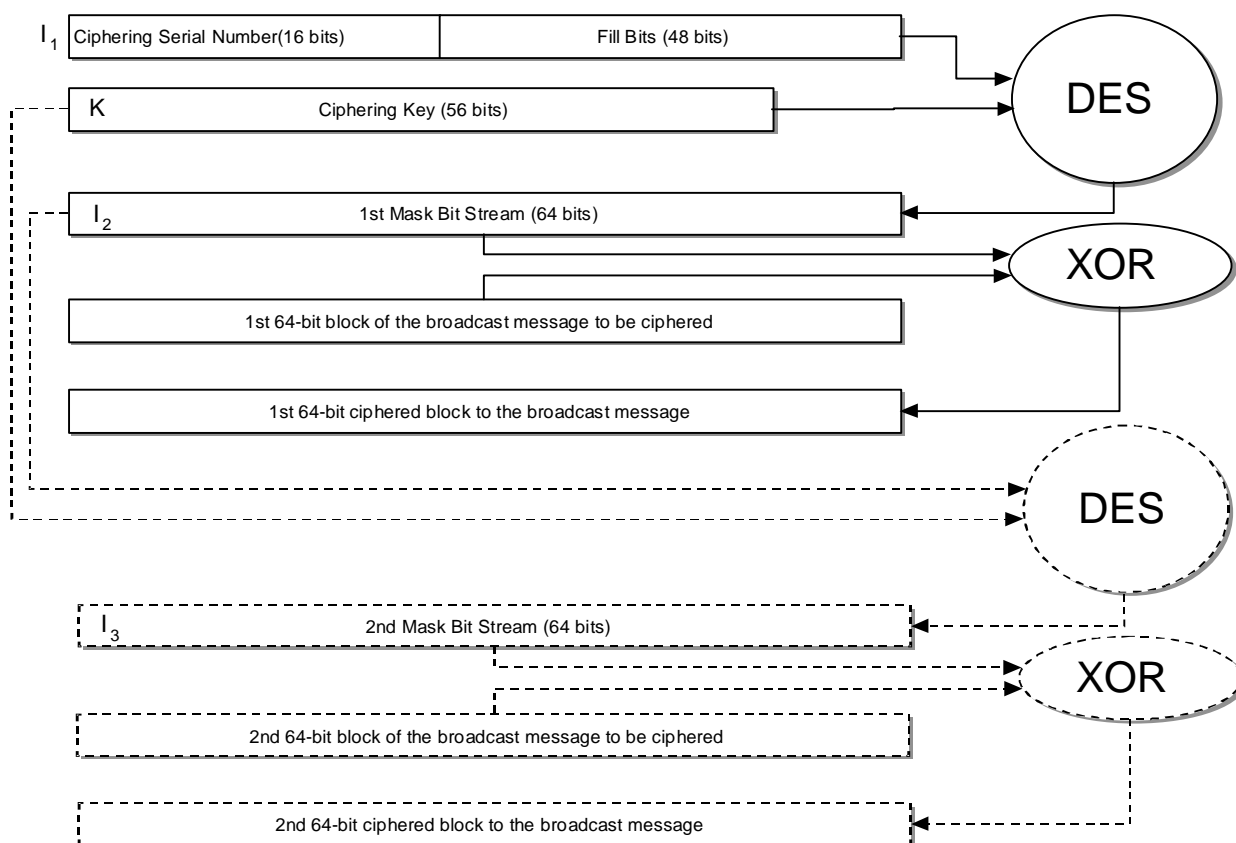 I1 Ciphering Serial Number(16 bits) Fill Bits (48 bits)
DES
K Ciphering Key (56 bits)
I2 1st Mask Bit Stream (64 bits)
XOR
1st 64-bit block of the broadcast message to be ciphered
1st 64-bit ciphered block to the broadcast message
DES
I3 2nd Mask Bit Stream (64 bits)
XOR
2nd 64-bit block of the broadcast message to be ciphered
2nd 64-bit ciphered block to the broadcast message